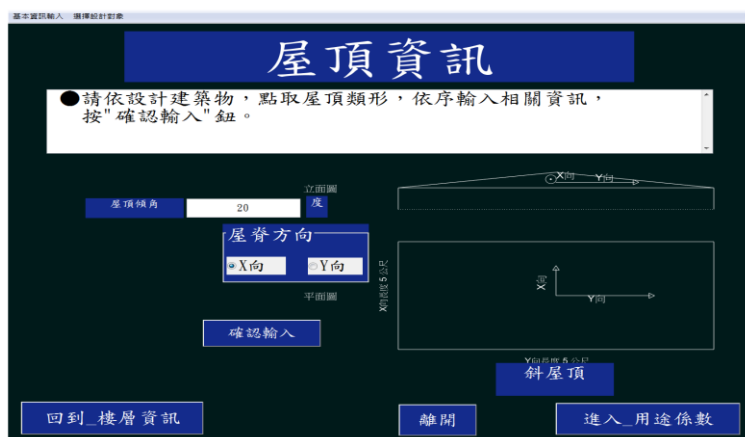 基本資訊輸入 選擇設計對象
屋頂資訊
●請依設計建築物，點取屋頂類形，依序輸入相關資訊，
按"確認輸入"鈕。
立面圖
X向 Y向
屋頂傾角 20 度
屋脊方向
X向 Y向
平面圖
X向長度 5 公尺
X向
Y向
確認輸入
Y向長度 5 公尺
斜屋頂
回到_樓層資訊 離開 進入_用途係數